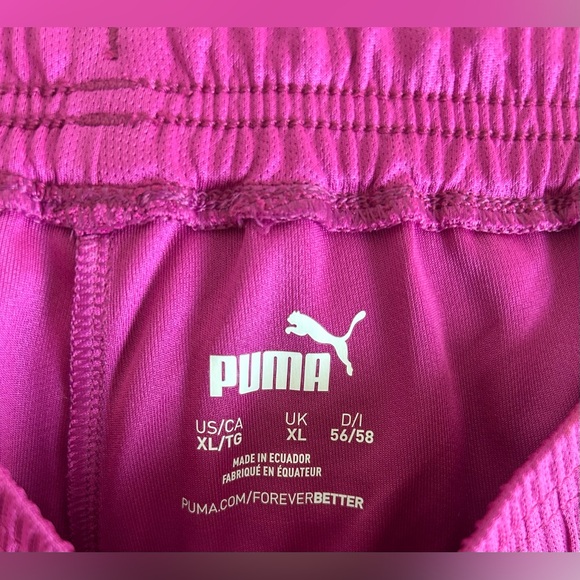 PUMA
US/CA UK D/I
XL/TG XL 56/58
MADE IN ECUADOR
FABRIQUÉ EN ÉQUATEUR
PUMA.COM/FOREVERBETTER